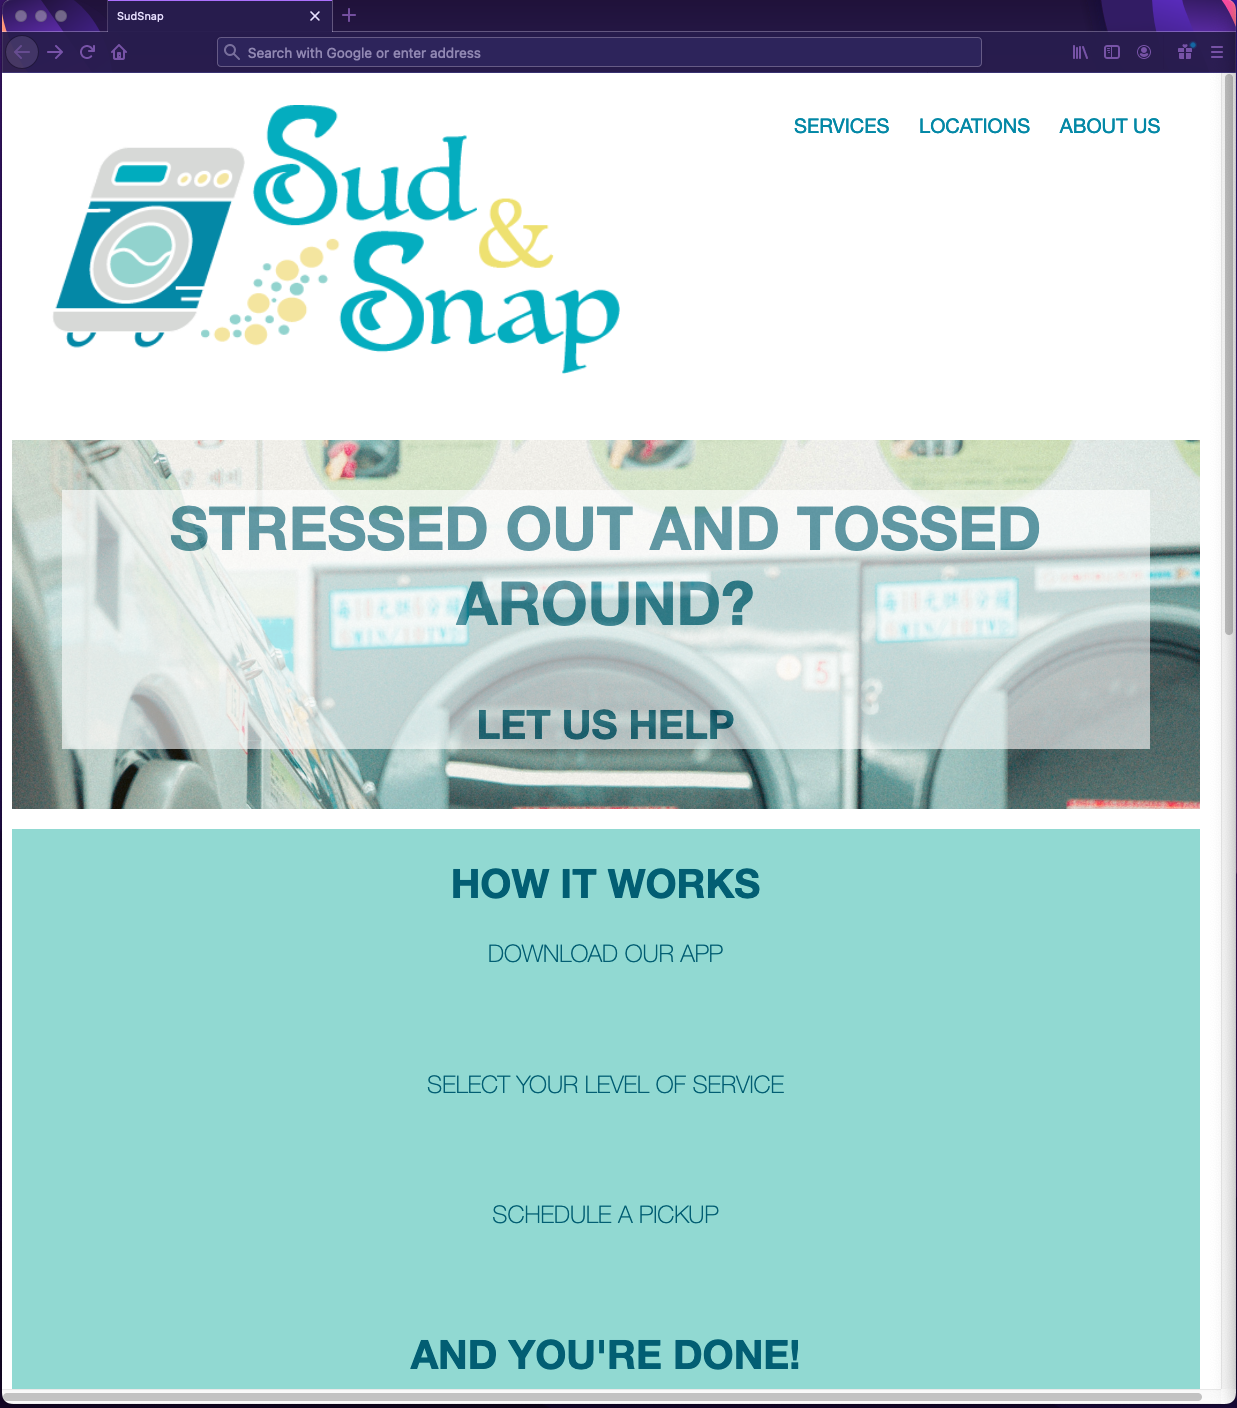 SudSnap
Search with Google or enter address
Sud
&
Snap
SERVICES LOCATIONS ABOUT US
STRESSED OUT AND TOSSED
AROUND?
LET US HELP
5
HOW IT WORKS
DOWNLOAD OUR APP
SELECT YOUR LEVEL OF SERVICE
SCHEDULE A PICKUP
AND YOU'RE DONE!